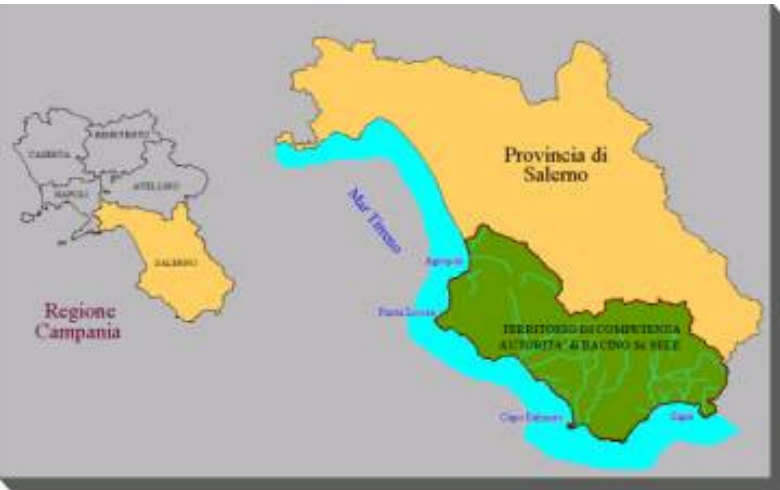 BENEVENTO
CASERTA
NAPOLI
AVELLINO
SALERNO
Regione
Campania
Mar Tirreno
Provincia di
Salerno
Agropoli
Punta Licosa
TERRITORIO DI COMPETENZA
AUTORITA' di BACINO Sx SELE
Capo Palinuro
Sapri